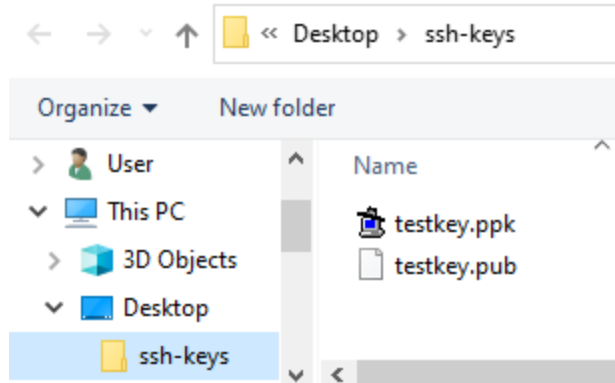 « Desktop › ssh-keys
Organize
New folder
User
This PC
3D Objects
Desktop
ssh-keys
Name
testkey.ppk
testkey.pub